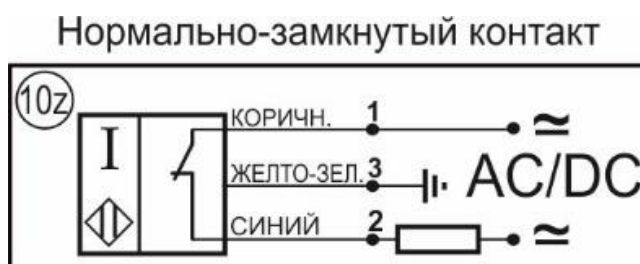 Нормально-замкнутый контакт
10z
I
КОРИЧН. 1
ЖЕЛТО-ЗЕЛ. 3
AC/DC
СИНИЙ 2